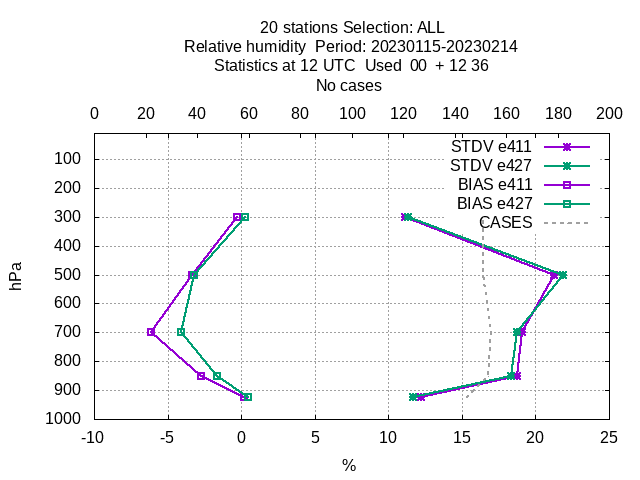 20 stations Selection: ALL
Relative humidity  Period: 20230115-20230214
Statistics at 12 UTC  Used  00  + 12 36
No cases
0 20 40 60 80 100 120 140 160 180 200
STDV e411
STDV e427
BIAS e411
BIAS e427
CASES
100
200
300
400
500
600
700
800
900
1000
hPa
-10 -5 0 5 10 15 20 25
%